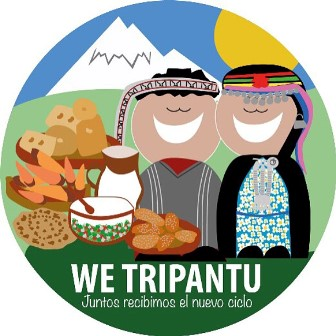 WE TRIPANTU
Juntos recibimos el nuevo ciclo